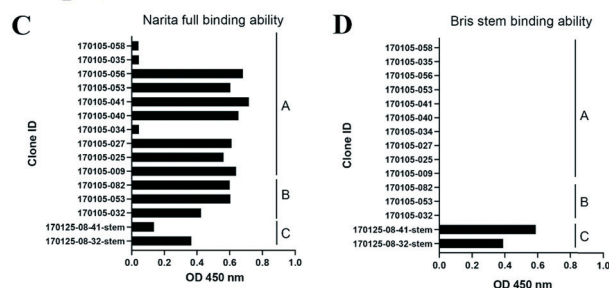 C
Narita full binding ability
Clone ID
170105-058
170105-035
170105-056
170105-053
170105-041
170105-040
170105-034
170105-027
170105-025
170105-009
170105-082
170105-053
170105-032
170125-08-41-stem
170125-08-32-stem
A
B
C
0.0 0.2 0.4 0.6 0.8 1.0
OD 450 nm
D
Bris stem binding ability
Clone ID
170105-058
170105-035
170105-056
170105-053
170105-041
170105-040
170105-034
170105-027
170105-025
170105-009
170105-082
170105-053
170105-032
170125-08-41-stem
170125-08-32-stem
A
B
C
0.0 0.2 0.4 0.6 0.8 1.0
OD 450 nm